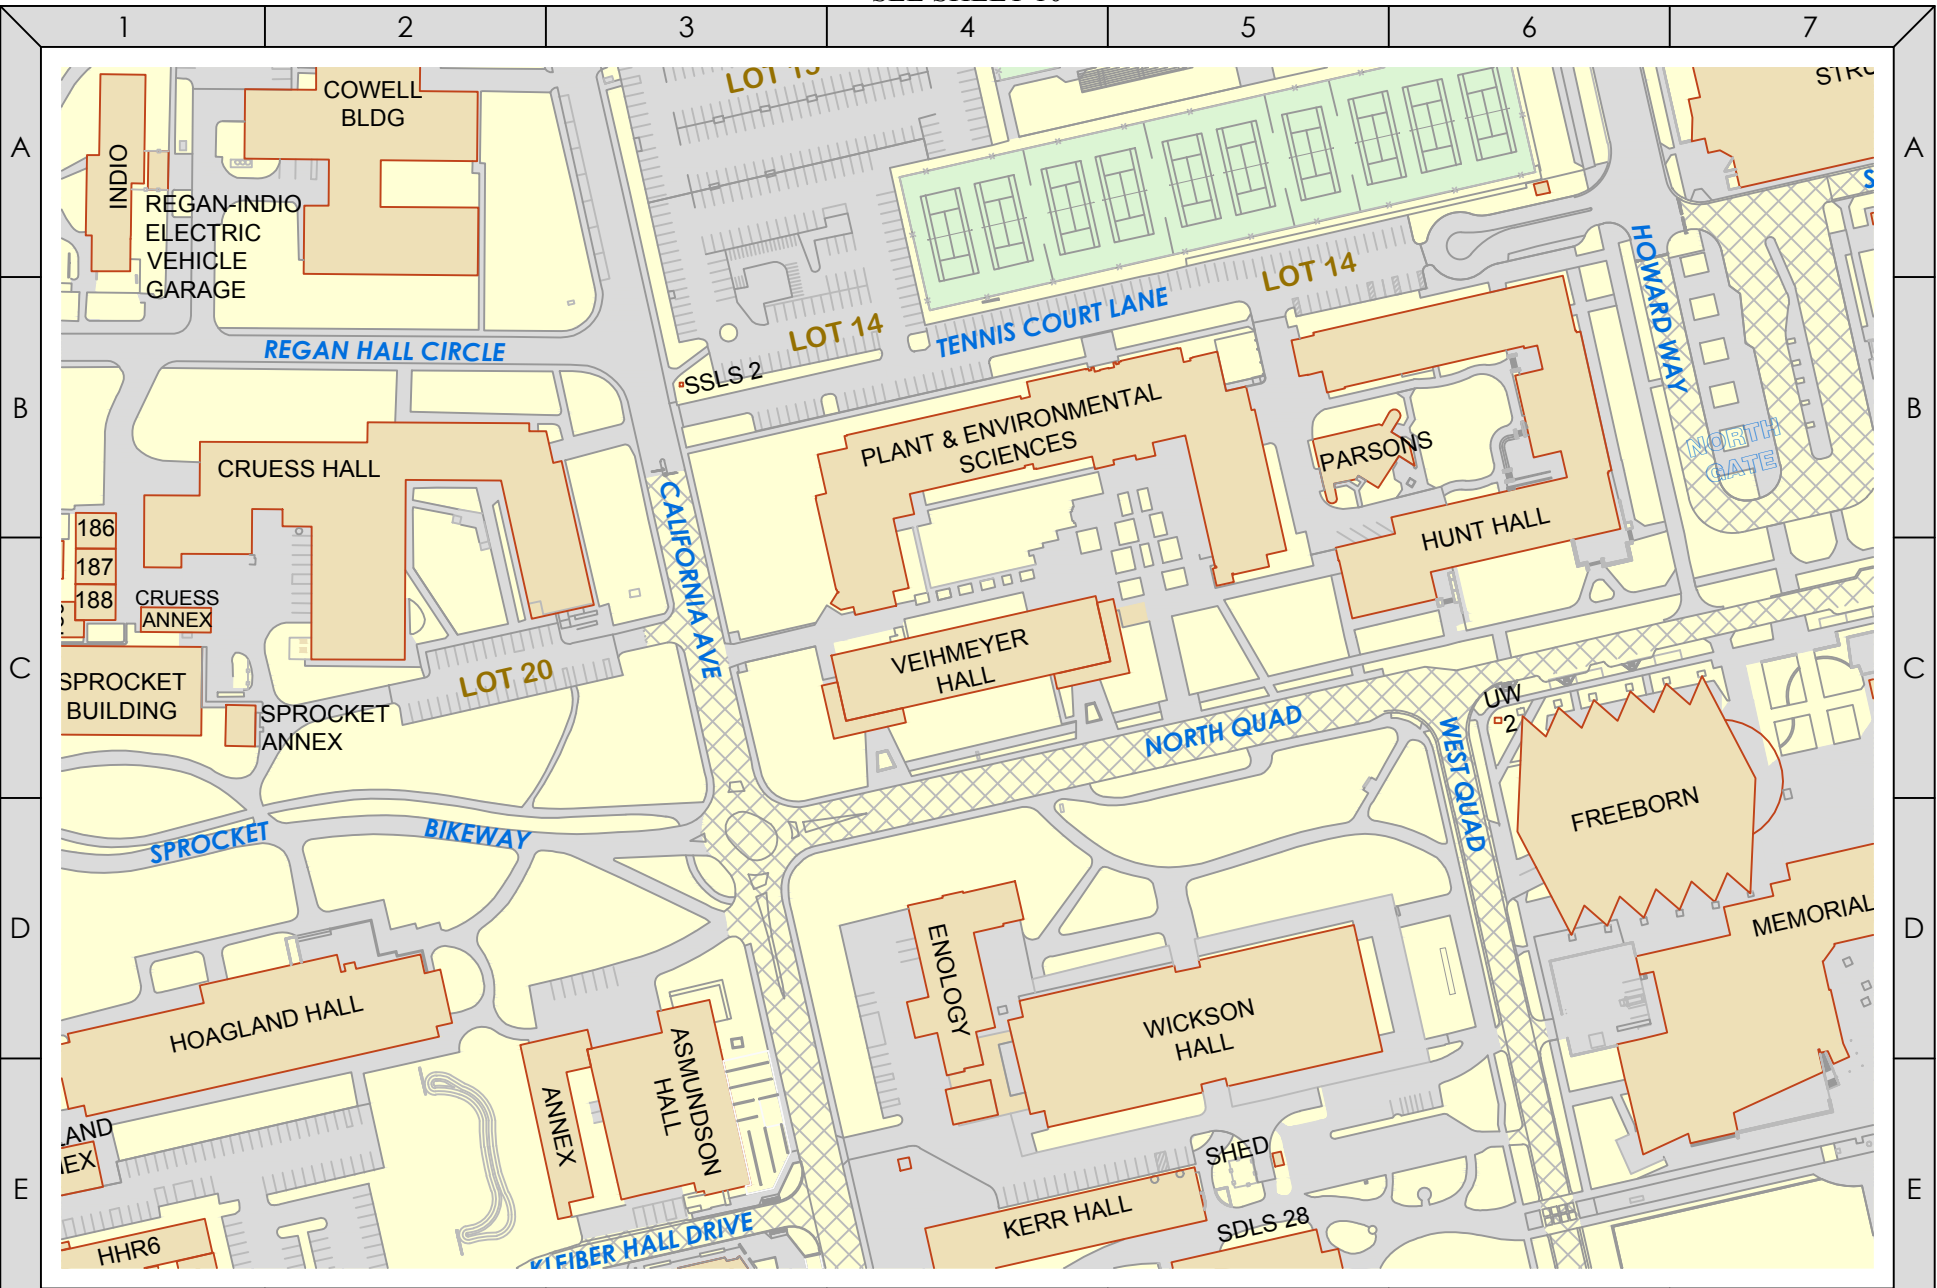 1 2 3 4 5 6 7
A
A
B
B
C
C
D
D
E
E
COWELL
BLDG
INDIO
REGAN-INDIO
ELECTRIC
VEHICLE
GARAGE
REGAN HALL CIRCLE
LOT 14
LOT 14
TENNIS COURT LANE
HOWARD WAY
SSLS 2
PLANT & ENVIRONMENTAL
SCIENCES
PARSONS
NORTH
GATE
HUNT HALL
CRUESS HALL
CALIFORNIA AVE
186
187
188
CRUESS
ANNEX
SPROCKET
BUILDING
SPROCKET
ANNEX
LOT 20
VEIHMEYER
HALL
NORTH QUAD
WEST QUAD
UW
2
FREEBORN
MEMORIAL
SPROCKET
BIKEWAY
HOAGLAND HALL
ENOLOGY
WICKSON
HALL
ASMUNDSON
HALL
ANNEX
SHED
KERR HALL
SDLS 28
KLEIBER HALL DRIVE
HHR6